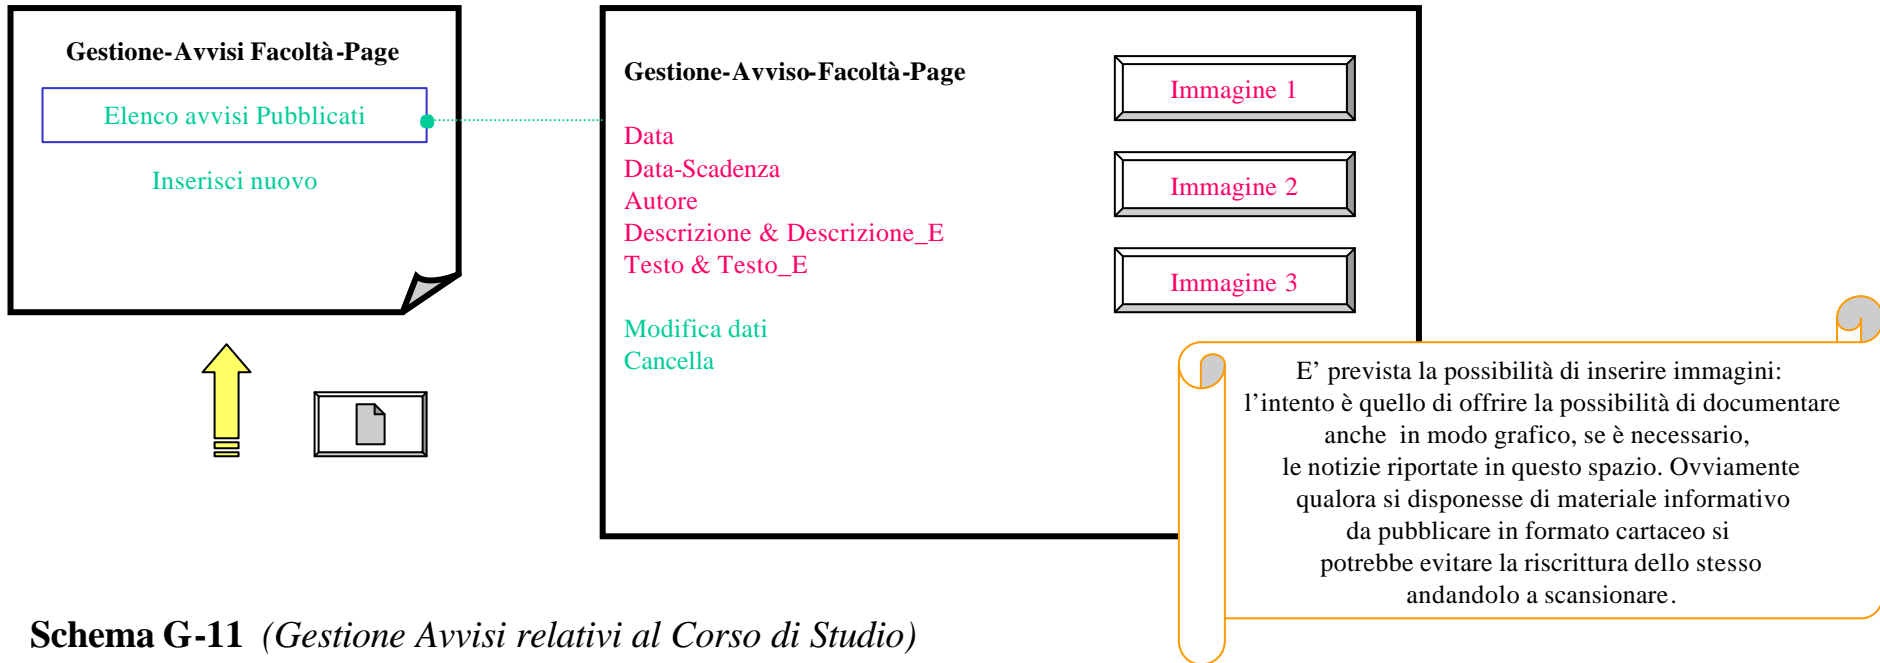 Gestione-Avvisi Facoltà-Page
Elenco avvisi Pubblicati
Inserisci nuovo
Gestione-Avviso-Facoltà-Page
Data
Data-Scadenza
Autore
Descrizione & Descrizione_E
Testo & Testo_E
Modifica dati
Cancella
Immagine 1
Immagine 2
Immagine 3
E’ prevista la possibilità di inserire immagini:
l’intento è quello di offrire la possibilità di documentare
anche in modo grafico, se è necessario,
le notizie riportate in questo spazio. Ovviamente
qualora si disponesse di materiale informativo
da pubblicare in formato cartaceo si
potrebbe evitare la riscrittura dello stesso
andandolo a scansionare.
Schema G-11 (Gestione Avvisi relativi al Corso di Studio)